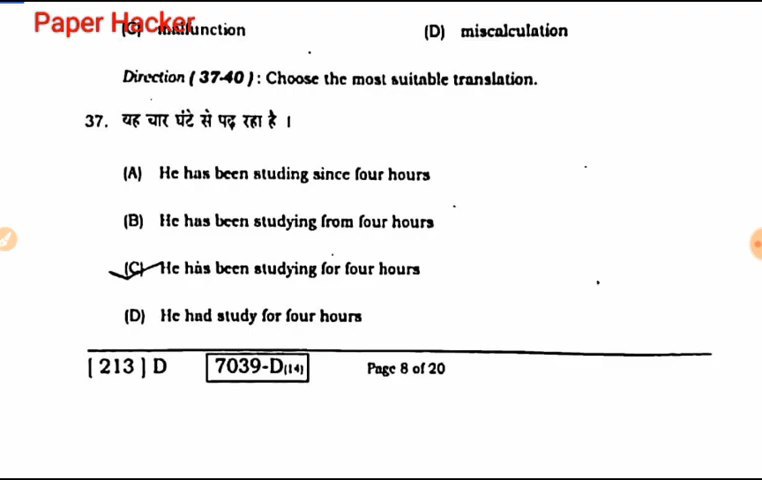 Paper Hacker
(C) malfunction (D) miscalculation
Direction ( 37-40 ) : Choose the most suitable translation.
37. यह चार घंटे से पढ़ रहा है ।
(A) He has been studing since four hours
(B) He has been studying from four hours
(C) He has been studying for four hours
(D) He had study for four hours
[ 213 ] D 7039-D(14) Page 8 of 20